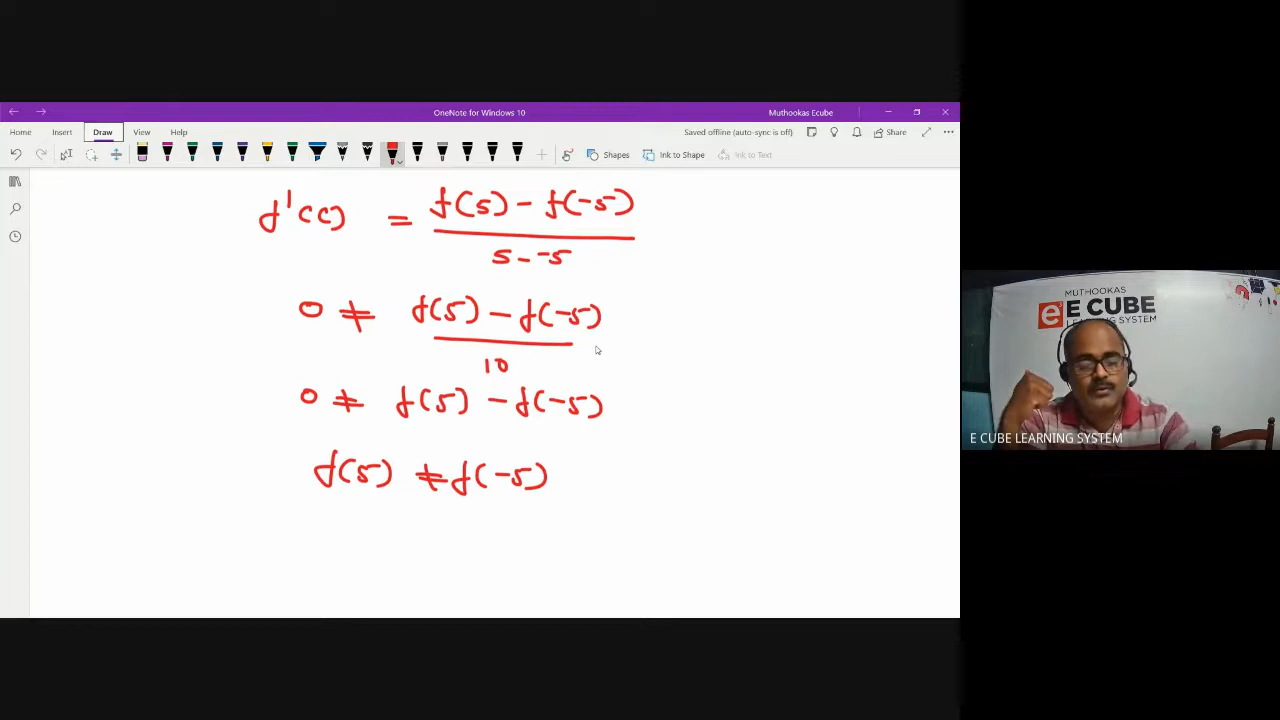 OneNote for Windows 10
Muthookas Ecube
Home Insert Draw View Help
Saved offline (auto-sync is off)
Share
Shapes
Ink to Shape
Ink to Text
f'(c) = f(5) - f(-5)
5 - -5
0 ≠ f(5) - f(-5)
10
0 ≠ f(5) - f(-5)
f(5) ≠ f(-5)
MUTHOOKAS
e E CUBE
LEARNING SYSTEM
E CUBE LEARNING SYSTEM